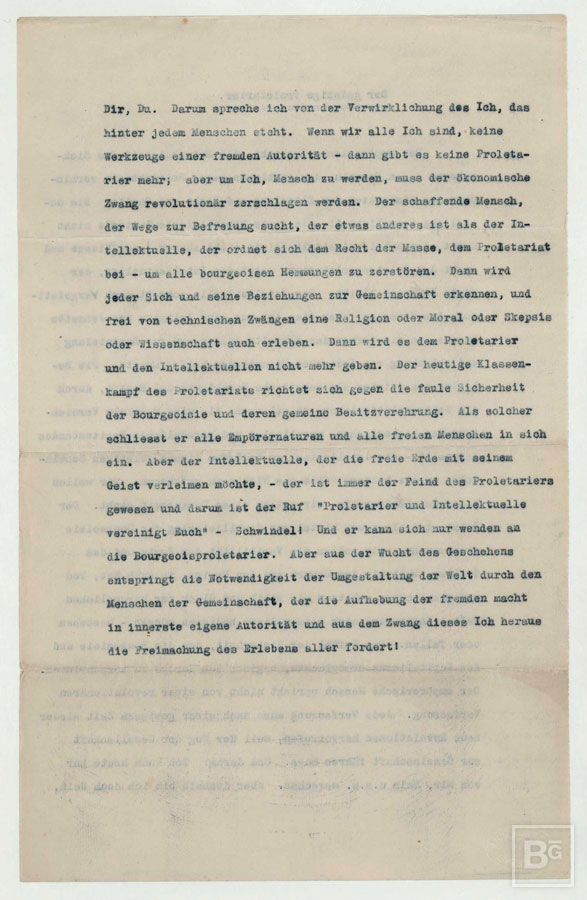 Dir, Du. Darum spreche ich von der Verwirklichung des Ich, das
hinter jedem Menschen steht. Wenn wir alle Ich sind, keine
Werkzeuge einer fremden Autorität - dann gibt es keine Proleta-
rier mehr; aber um Ich, Mensch zu werden, muss der ökonomische
Zwang revolutionär zerschlagen werden. Der schaffende Mensch,
der Wege zur Befreiung sucht, der etwas anderes ist als der In-
tellektuelle, der ordnet sich dem Recht der Masse, dem Proletariat
bei - um alle bourgeoisen Hemmungen zu zerstören. Dann wird
jeder Sich und seine Beziehungen zur Gemeinschaft erkennen, und
frei von technischen Zwängen eine Religion oder Moral oder Skepsis
oder Wissenschaft auch erleben. Dann wird es dem Proletarier
und den Intellektuellen nicht mehr geben. Der heutige Klassen-
kampf des Proletariats richtet sich gegen die faule Sicherheit
der Bourgeoisie und deren gemeine Besitzverehrung. Als solcher
schliesst er alle Empörernaturen und alle freien Menschen in sich
ein. Aber der Intellektuelle, der die freie Erde mit seinem
Geist verleimen möchte, - der ist immer der Feind des Proletariers
gewesen und darum ist der Ruf "Proletarier und Intellektuelle
vereinigt Euch" - Schwindel! Und er kann sich nur wenden an
die Bourgeoisproletarier. Aber aus der Wucht des Geschehens
entspringt die Notwendigkeit der Umgestaltung der Welt durch den
Menschen der Gemeinschaft, der die Aufhebung der fremden macht
in innerste eigene Autorität und aus dem Zwang dieses Ich heraus
die Freimachung des Erlebens aller fordert!
BG